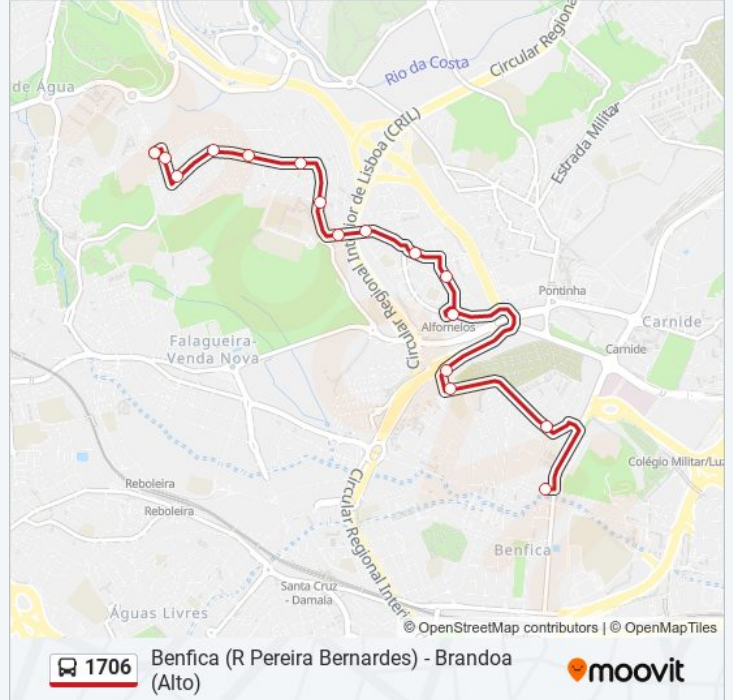 Circular Regional
Rio da Costa
de Água
Estrada Militar
Circular Regional Interior de Lisboa (CRIL)
Pontinha
Carnide
Alfornelos
Falagueira-
Venda Nova
Carnide
Colégio Militar/Luz
Reboleira
Reboleira
Circular Regional Interi
Benfica
Santa Cruz
- Damaia
Águas Livres
© OpenStreetMap contributors | © OpenMapTiles
1706
Benfica (R Pereira Bernardes) - Brandoa
(Alto)
moovit